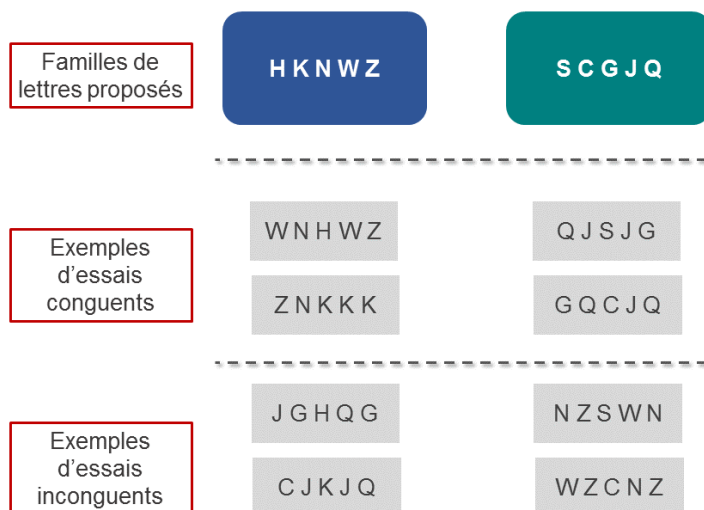 Familles de
lettres proposés
H K N W Z
S C G J Q
Exemples
d'essais
conguents
W N H W Z
Q J S J G
Z N K K K
G Q C J Q
Exemples
d'essais
inconguents
J G H Q G
N Z S W N
C J K J Q
W Z C N Z